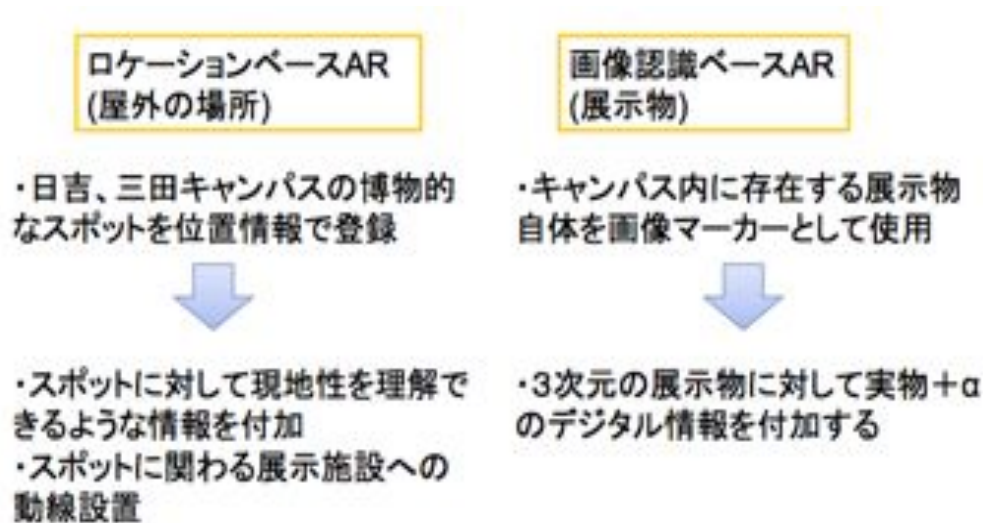 ロケーションベースAR
(屋外の場所)
・日吉、三田キャンパスの博物的
なスポットを位置情報で登録
・スポットに対して現地性を理解で
きるような情報を付加
・スポットに関わる展示施設への
動線設置
画像認識ベースAR
(展示物)
・キャンパス内に存在する展示物
自体を画像マーカーとして使用
・3次元の展示物に対して実物+α
のデジタル情報を付加する